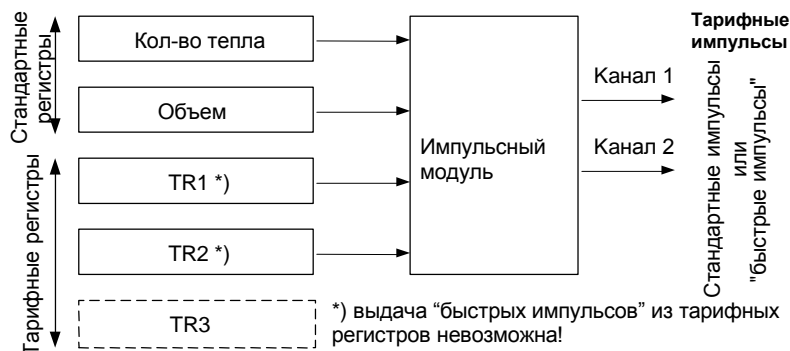 Тарифные
импульсы
Стандартные
регистры
Кол-во тепла
Объем
Тарифные регистры
TR1 *)
TR2 *)
TR3
Импульсный
модуль
Канал 1
Канал 2
Стандартные импульсы
или
"быстрые импульсы"
*) выдача “быстрых импульсов” из тарифных
регистров невозможна!